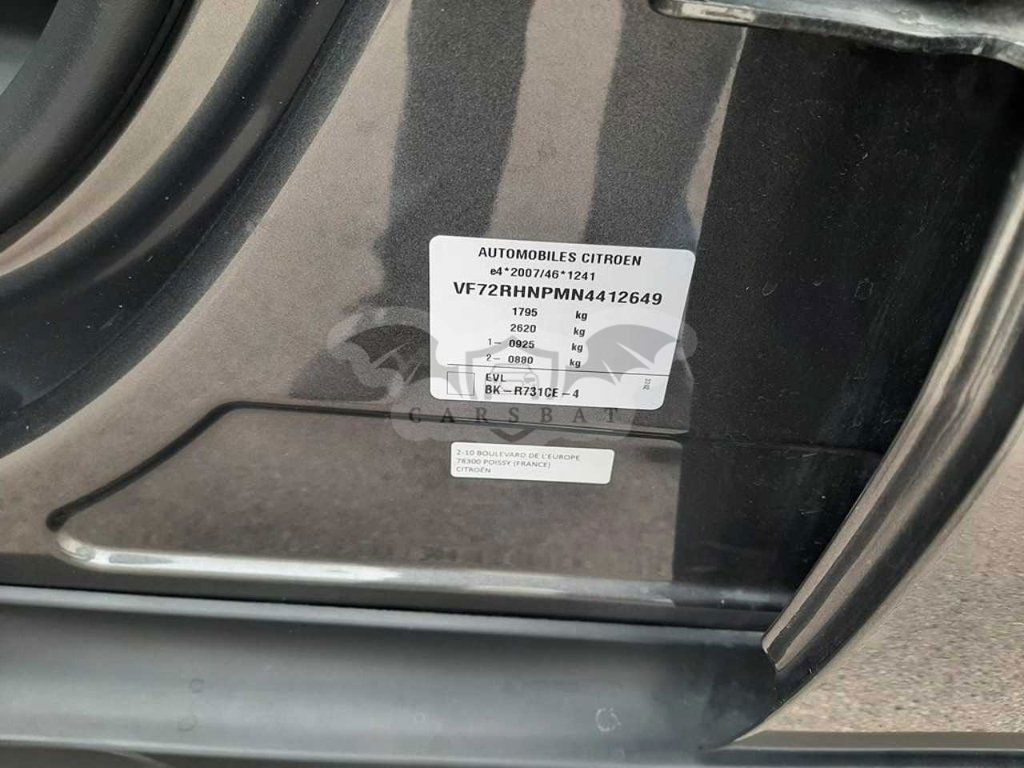 AUTOMOBILES CITROEN
e4*2007/46*1241
VF72RHNPMN4412649
1795 kg
2620 kg
1- 0925 kg
2- 0880 kg
EVL
BK-R731CE-4
CARSBAT
2-10 BOULEVARD DE L'EUROPE
78300 POISSY (FRANCE)
CITROËN